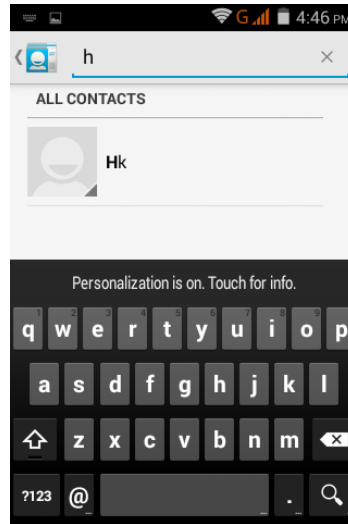 G 4:46 PM
h
ALL CONTACTS
Hk
Personalization is on. Touch for info.
1 2 3 4 5 6 7 8 9 0
q w e r t y u i o p
a s d f g h j k l
z x c v b n m
?123 @ .